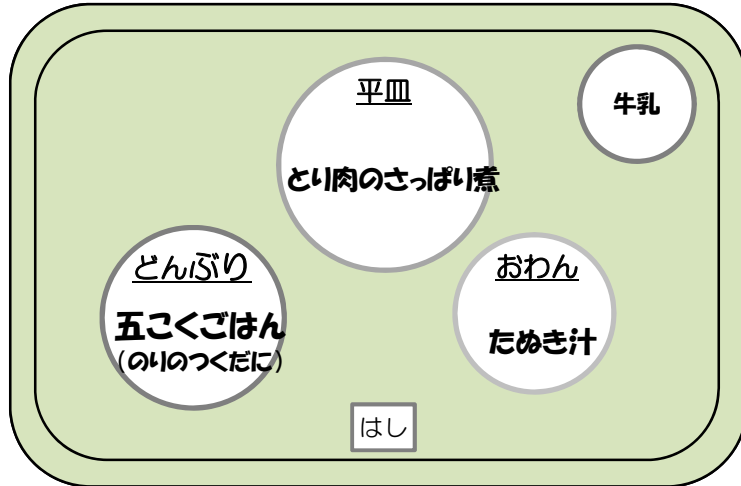 平皿
とり肉のさっぱり煮
牛乳
どんぶり
五こくごはん
(のりのつくだに)
おわん
たぬき汁
はし